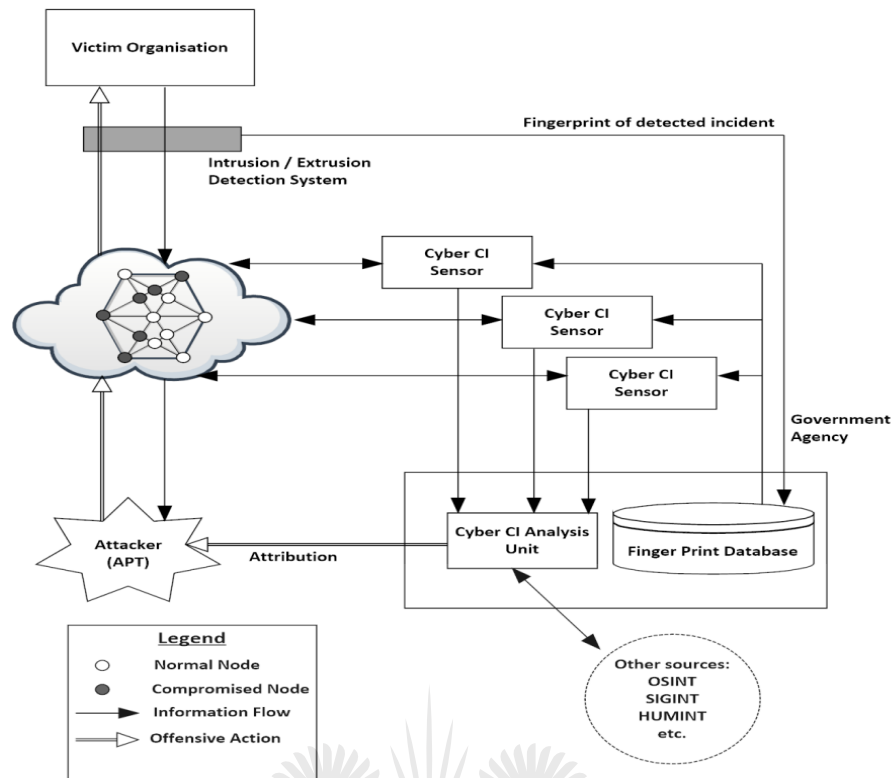 Victim Organisation
Fingerprint of detected incident
Intrusion / Extrusion
Detection System
Cyber CI
Sensor
Cyber CI
Sensor
Cyber CI
Sensor
Government
Agency
Attacker
(APT)
Attribution
Cyber CI Analysis
Unit
Finger Print Database
Legend
Normal Node
Compromised Node
Information Flow
Offensive Action
Other sources:
OSINT
SIGINT
HUMINT
etc.